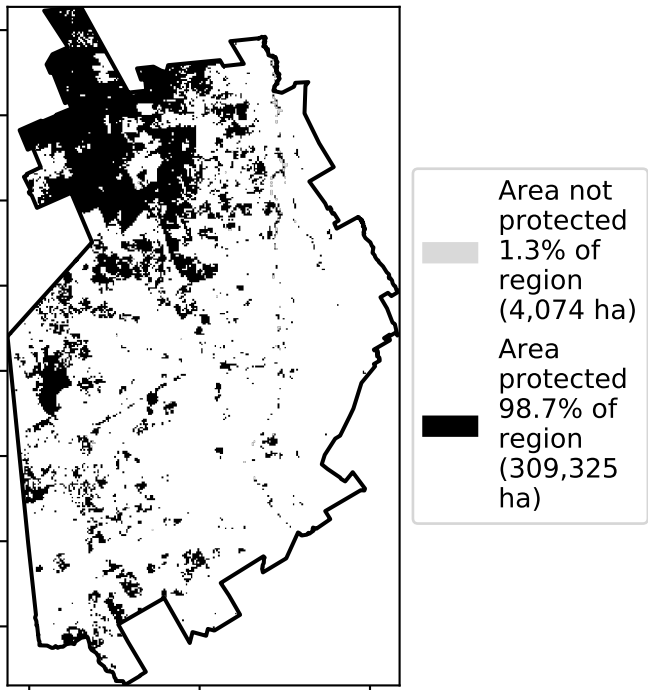 Area not
protected
1.3% of
region
(4,074 ha)
Area
protected
98.7% of
region
(309,325
ha)